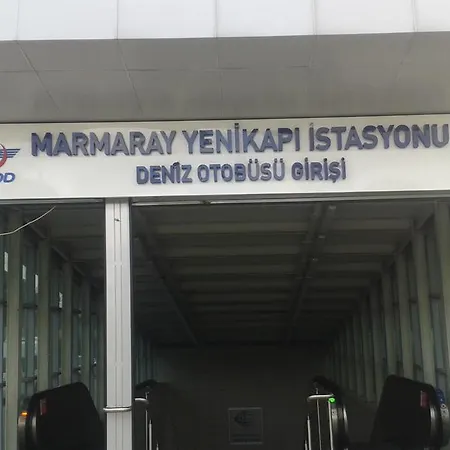 MARMARAY YENİKAPI İSTASYONU
DENİZ OTOBÜSÜ GİRİŞİ